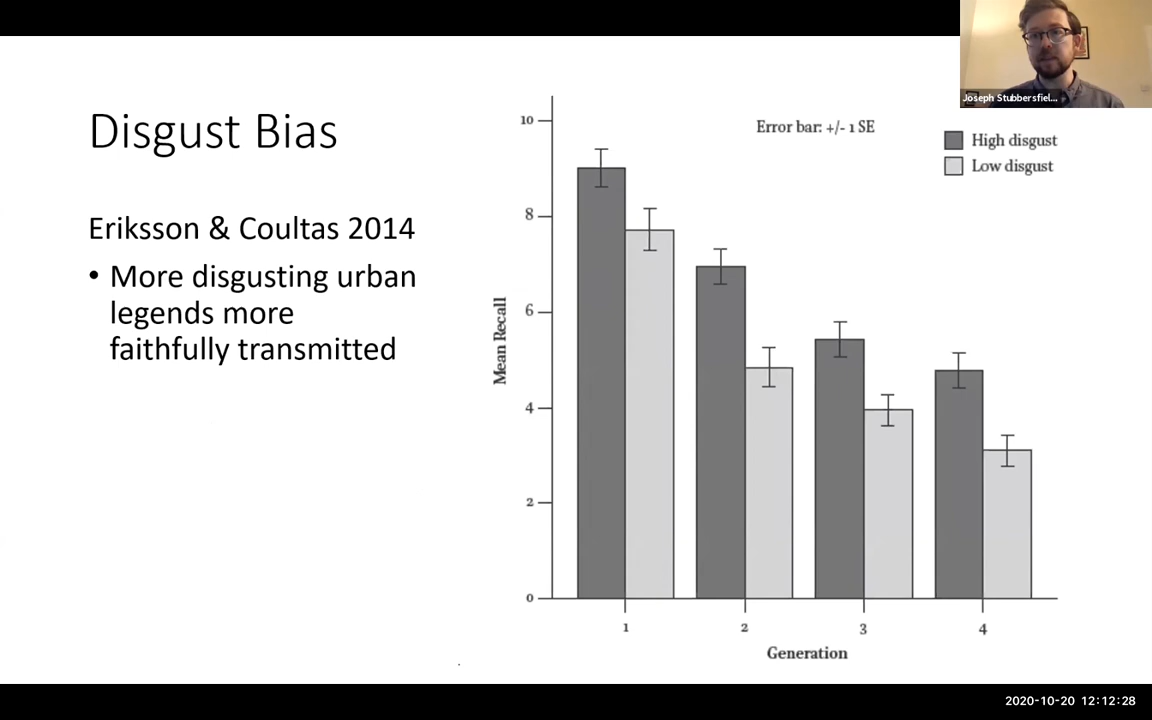 Joseph Stubbersfiel...
Disgust Bias
Eriksson & Coultas 2014
• More disgusting urban
legends more
faithfully transmitted
Error bar: +/- 1 SE
High disgust
Low disgust
10
8
6
4
2
0
Mean Recall
1 2 3 4
Generation
2020-10-20 12:12:28